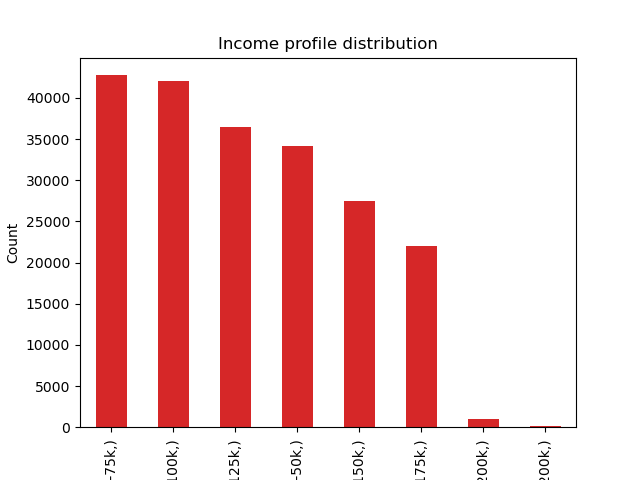 Income profile distribution
Count
40000
35000
30000
25000
20000
15000
10000
5000
0
-75k,)
100k,)
125k,)
-50k,)
150k,)
175k,)
200k,)
200k,)